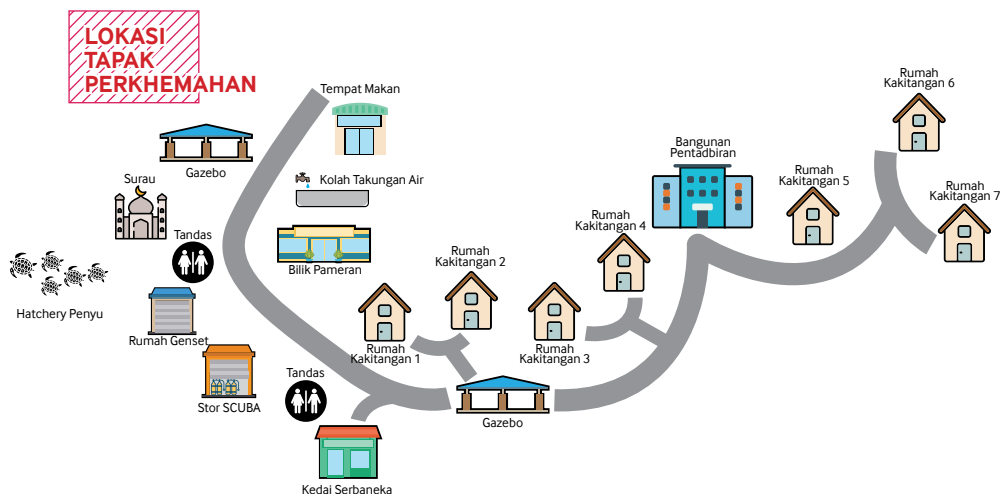 LOKASI
TAPAK
PERKHEMAHAN
Tempat Makan
Gazebo
Surau
Kolah Takungan Air
Tandas
Bilik Pameran
Hatchery Penyu
Rumah Genset
Stor SCUBA
Tandas
Kedai Serbaneka
Rumah
Kakitangan 1
Rumah
Kakitangan 2
Gazebo
Rumah
Kakitangan 3
Rumah
Kakitangan 4
Bangunan
Pentadbiran
Rumah
Kakitangan 5
Rumah
Kakitangan 6
Rumah
Kakitangan 7